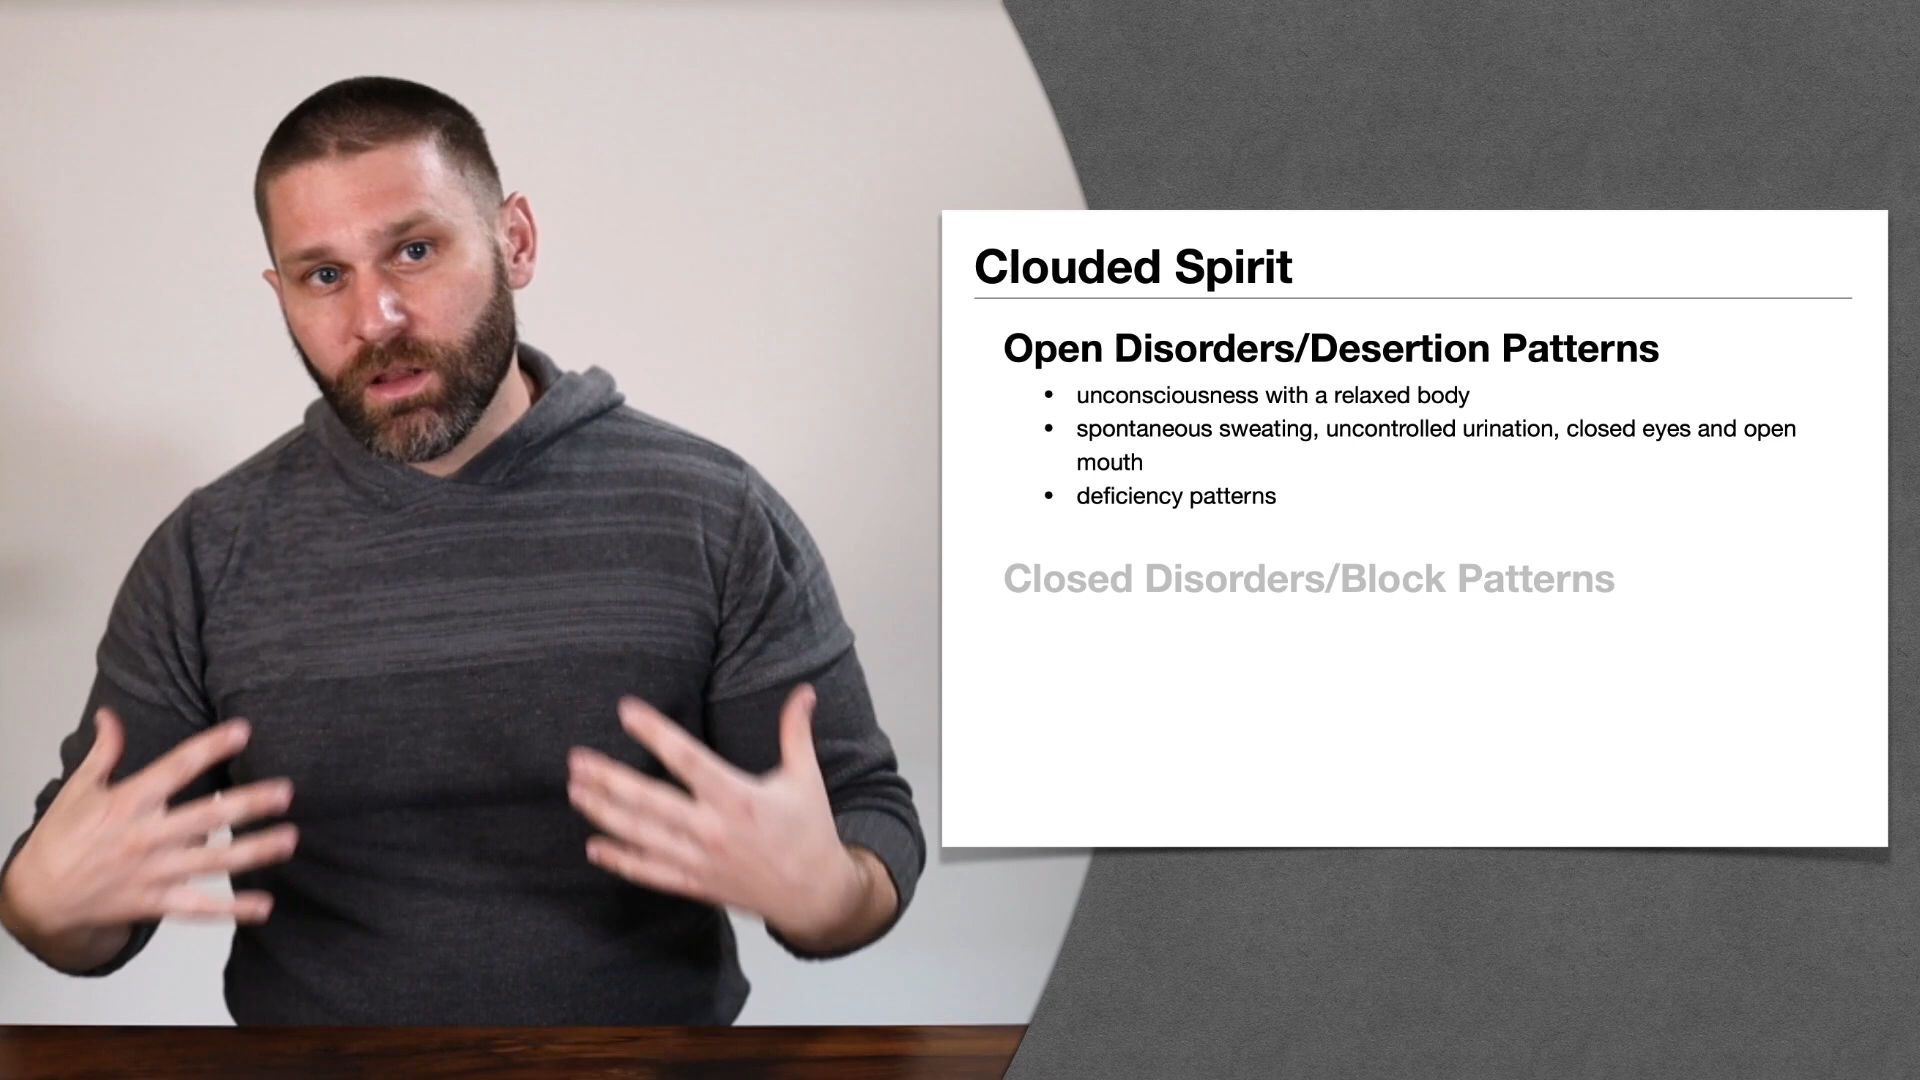 Clouded Spirit
Open Disorders/Desertion Patterns
• unconsciousness with a relaxed body
• spontaneous sweating, uncontrolled urination, closed eyes and open
mouth
• deficiency patterns
Closed Disorders/Block Patterns